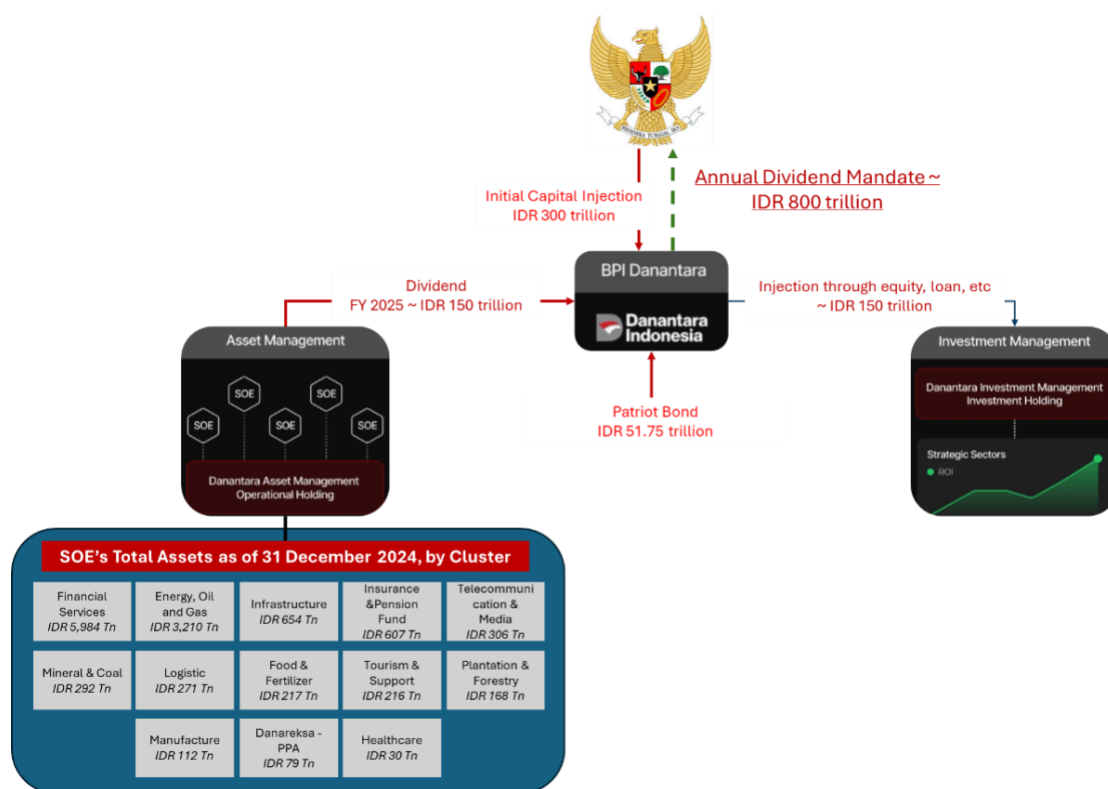 BHINNEKA TUNGGAL IKA
Annual Dividend Mandate ~
IDR 800 trillion
Initial Capital Injection
IDR 300 trillion
BPI Danantara
Danantara
Indonesia
Dividend
FY 2025 ~ IDR 150 trillion
Injection through equity, loan, etc
~ IDR 150 trillion
Patriot Bond
IDR 51.75 trillion
Asset Management
SOE
SOE
SOE
SOE
SOE
Danantara Asset Management
Operational Holding
Investment Management
Danantara Investment Management
Investment Holding
Strategic Sectors
ROI
SOE's Total Assets as of 31 December 2024, by Cluster
Financial
Services
IDR 5,984 Tn
Energy, Oil
and Gas
IDR 3,210 Tn
Infrastructure
IDR 654 Tn
Insurance
&Pension
Fund
IDR 607 Tn
Telecommuni
cation &
Media
IDR 306 Tn
Mineral & Coal
IDR 292 Tn
Logistic
IDR 271 Tn
Food &
Fertilizer
IDR 217 Tn
Tourism &
Support
IDR 216 Tn
Plantation &
Forestry
IDR 168 Tn
Manufacture
IDR 112 Tn
Danareksa -
PPA
IDR 79 Tn
Healthcare
IDR 30 Tn